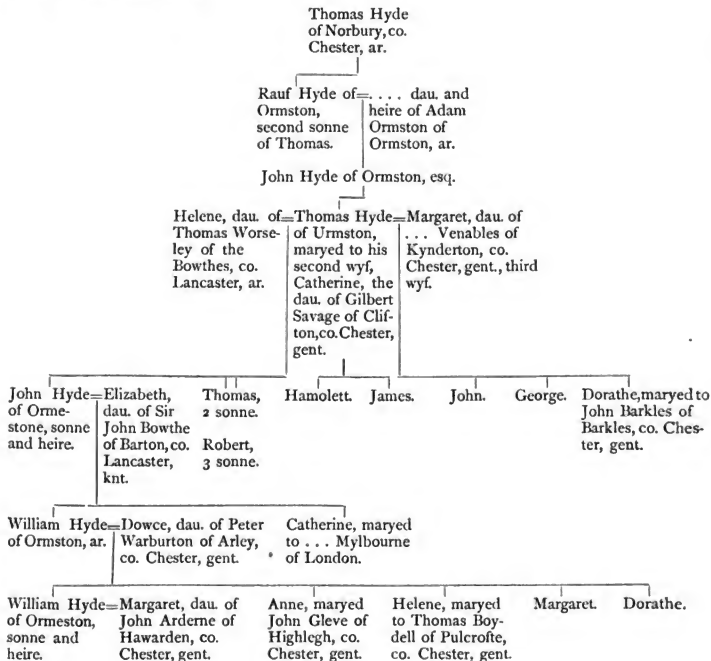 Thomas Hyde
of Norbury, co.
Chester, ar.
Rauf Hyde of=. . . . dau. and
Ormston, heire of Adam
second sonne Ormston of
of Thomas. Ormston, ar.
John Hyde of Ormston, esq.
Helene, dau. of=Thomas Hyde=Margaret, dau. of
Thomas Worse- of Urmston, . . . Venables of
ley of the maryed to his Kynderton, co.
Bowthes, co. second wyf, Chester, gent., third
Lancaster, ar. Catherine, the wyf.
dau. of Gilbert
Savage of Clif-
ton, co. Chester,
gent.
John Hyde=Elizabeth, Thomas, Hamolett. James. John. George. Dorathe, maryed to
of Orme- dau. of Sir 2 sonne. John Barkles of
stone, sonne John Bowthe Barkles, co. Ches-
and heire. of Barton, co. Robert, ter, gent.
Lancaster, 3 sonne.
knt.
William Hyde=Dowce, dau. of Peter Catherine, maryed
of Ormston, ar. Warburton of Arley, to . . . Mylbourne
co. Chester, gent. of London.
William Hyde=Margaret, dau. of Anne, maryed Helene, maryed Margaret. Dorathe.
of Ormeston, John Arderne of John Gleve of to Thomas Boy-
sonne and Hawarden, co. Highlegh, co. dell of Pulcrofte,
heire. Chester, gent. Chester, gent. co. Chester, gent.